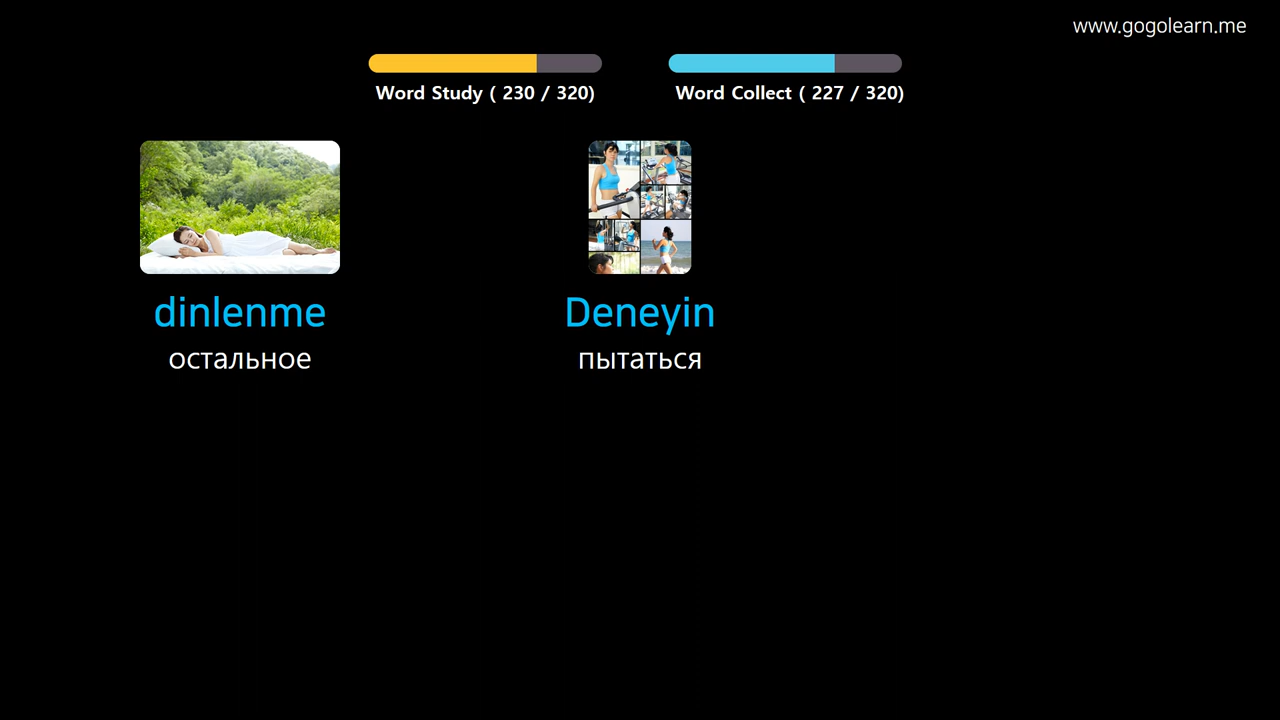 www.gogolearn.me
Word Study ( 230 / 320)
Word Collect ( 227 / 320)
dinlenme
остальное
Deneyin
пытаться